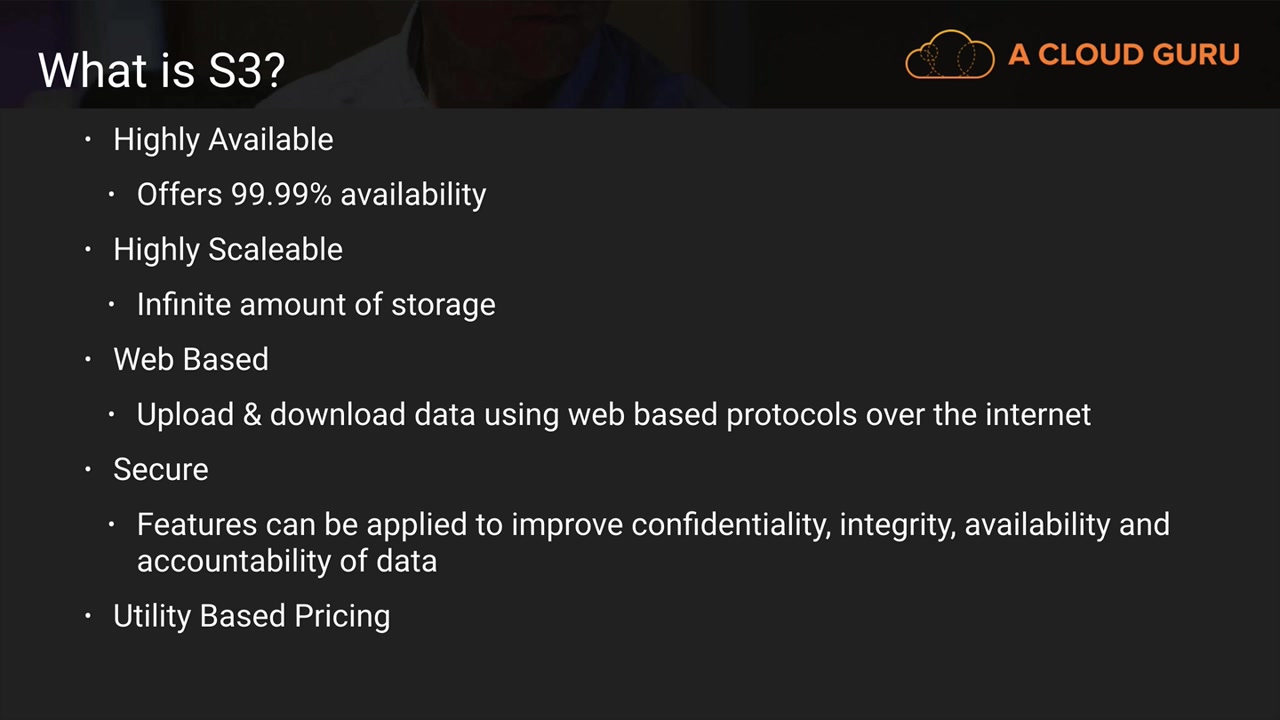 What is S3?
A CLOUD GURU
· Highly Available
· Offers 99.99% availability
· Highly Scaleable
· Infinite amount of storage
· Web Based
· Upload & download data using web based protocols over the internet
· Secure
· Features can be applied to improve confidentiality, integrity, availability and
accountability of data
· Utility Based Pricing